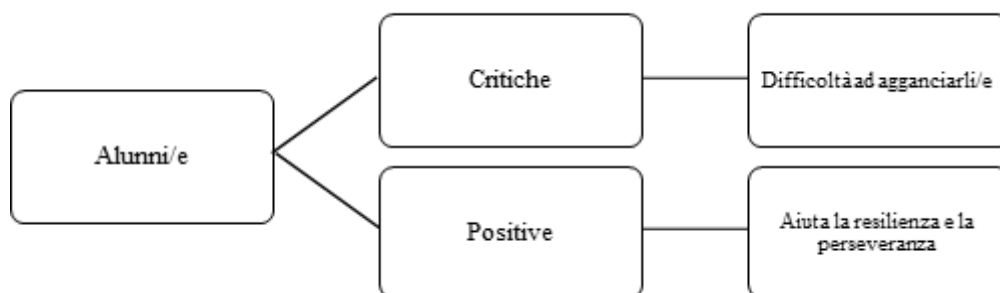 Alunni/e
Critiche
Difficoltà ad agganciarli/e
Positive
Aiuta la resilienza e la
perseveranza